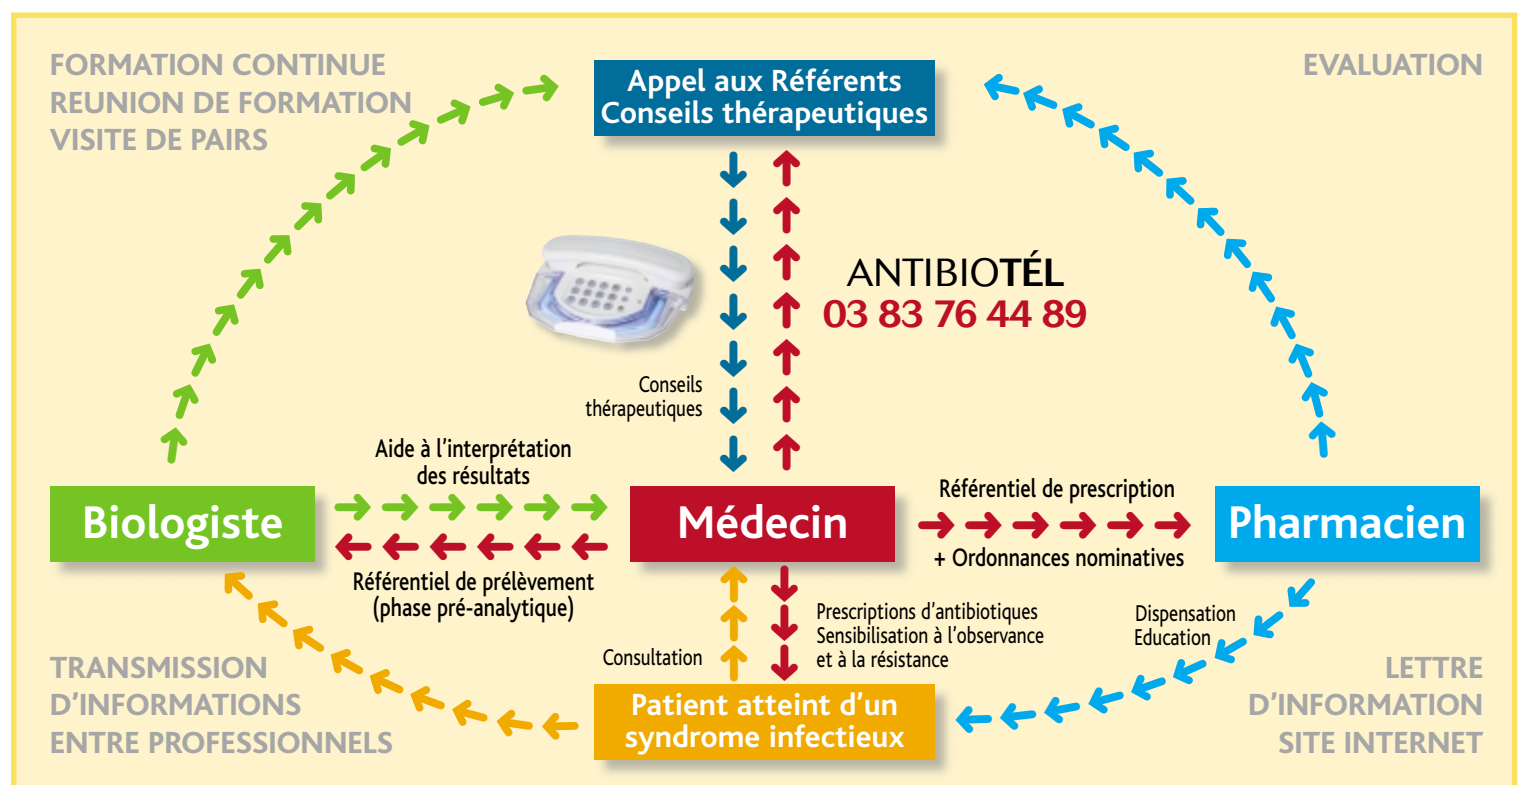 FORMATION CONTINUE
REUNION DE FORMATION
VISITE DE PAIRS
Appel aux Référents
Conseils thérapeutiques
EVALUATION
ANTIBIOTÉL
03 83 76 44 89
Conseils
thérapeutiques
Aide à l'interprétation
des résultats
Biologiste
Référentiel de prélèvement
(phase pré-analytique)
Médecin
Référentiel de prescription
+ Ordonnances nominatives
Pharmacien
Consultation
Prescriptions d'antibiotiques
Sensibilisation à l'observance
et à la résistance
Dispensation
Education
TRANSMISSION
D'INFORMATIONS
ENTRE PROFESSIONNELS
Patient atteint d'un
syndrome infectieux
LETTRE
D'INFORMATION
SITE INTERNET